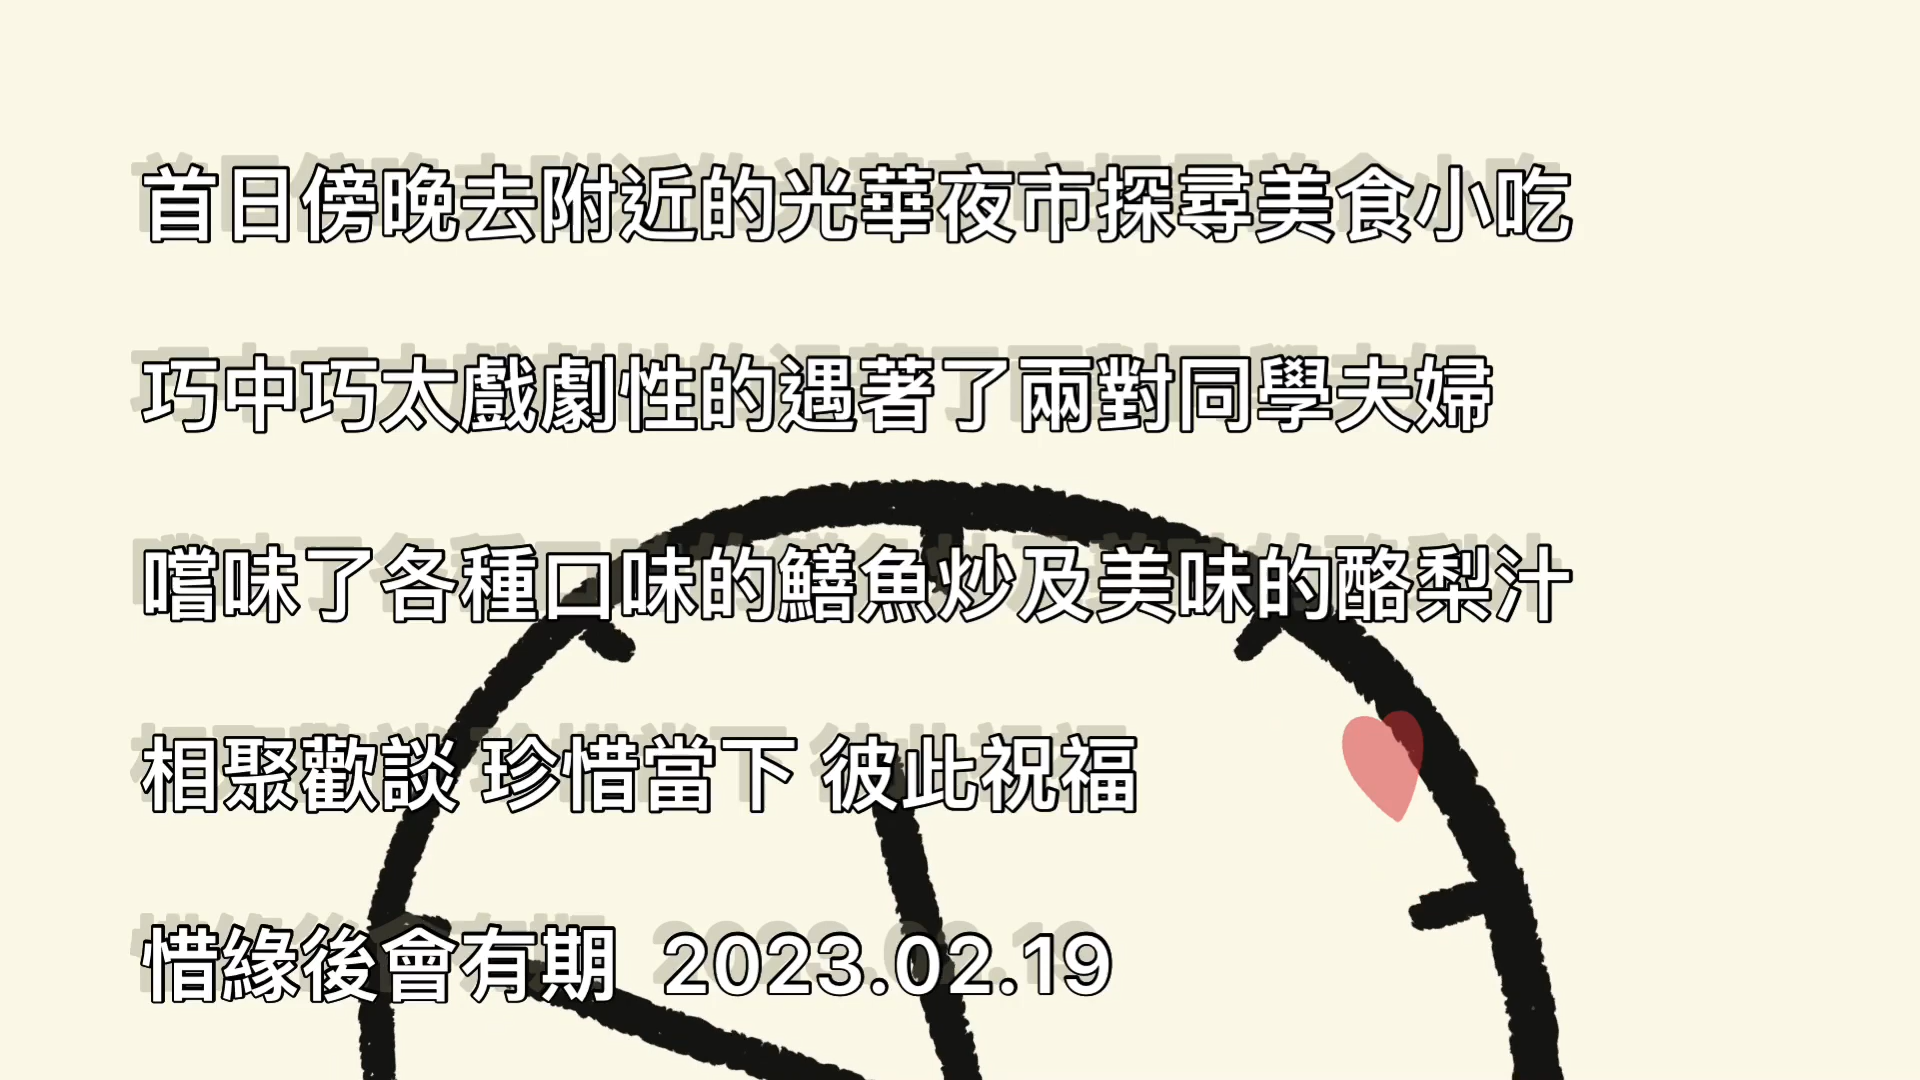 首日傍晚去附近的光華夜市探尋美食小吃
巧中巧太戲劇性的遇著了兩對同學夫婦
嚐味了各種口味的鱔魚炒及美味的酪梨汁
相聚歡談 珍惜當下 彼此祝福
惜緣後會有期 2023.02.19